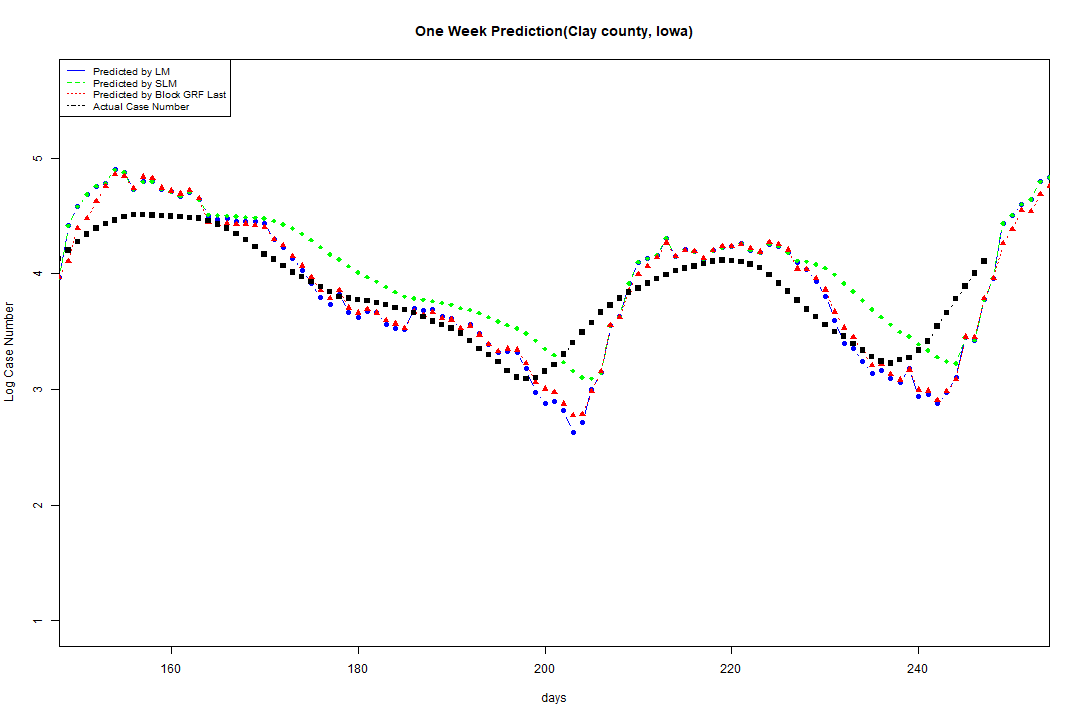 One Week Prediction(Clay county, Iowa)
Predicted by LM
Predicted by SLM
Predicted by Block GRF Last
Actual Case Number
5
4
3
2
1
Log Case Number
160 180 200 220 240
days